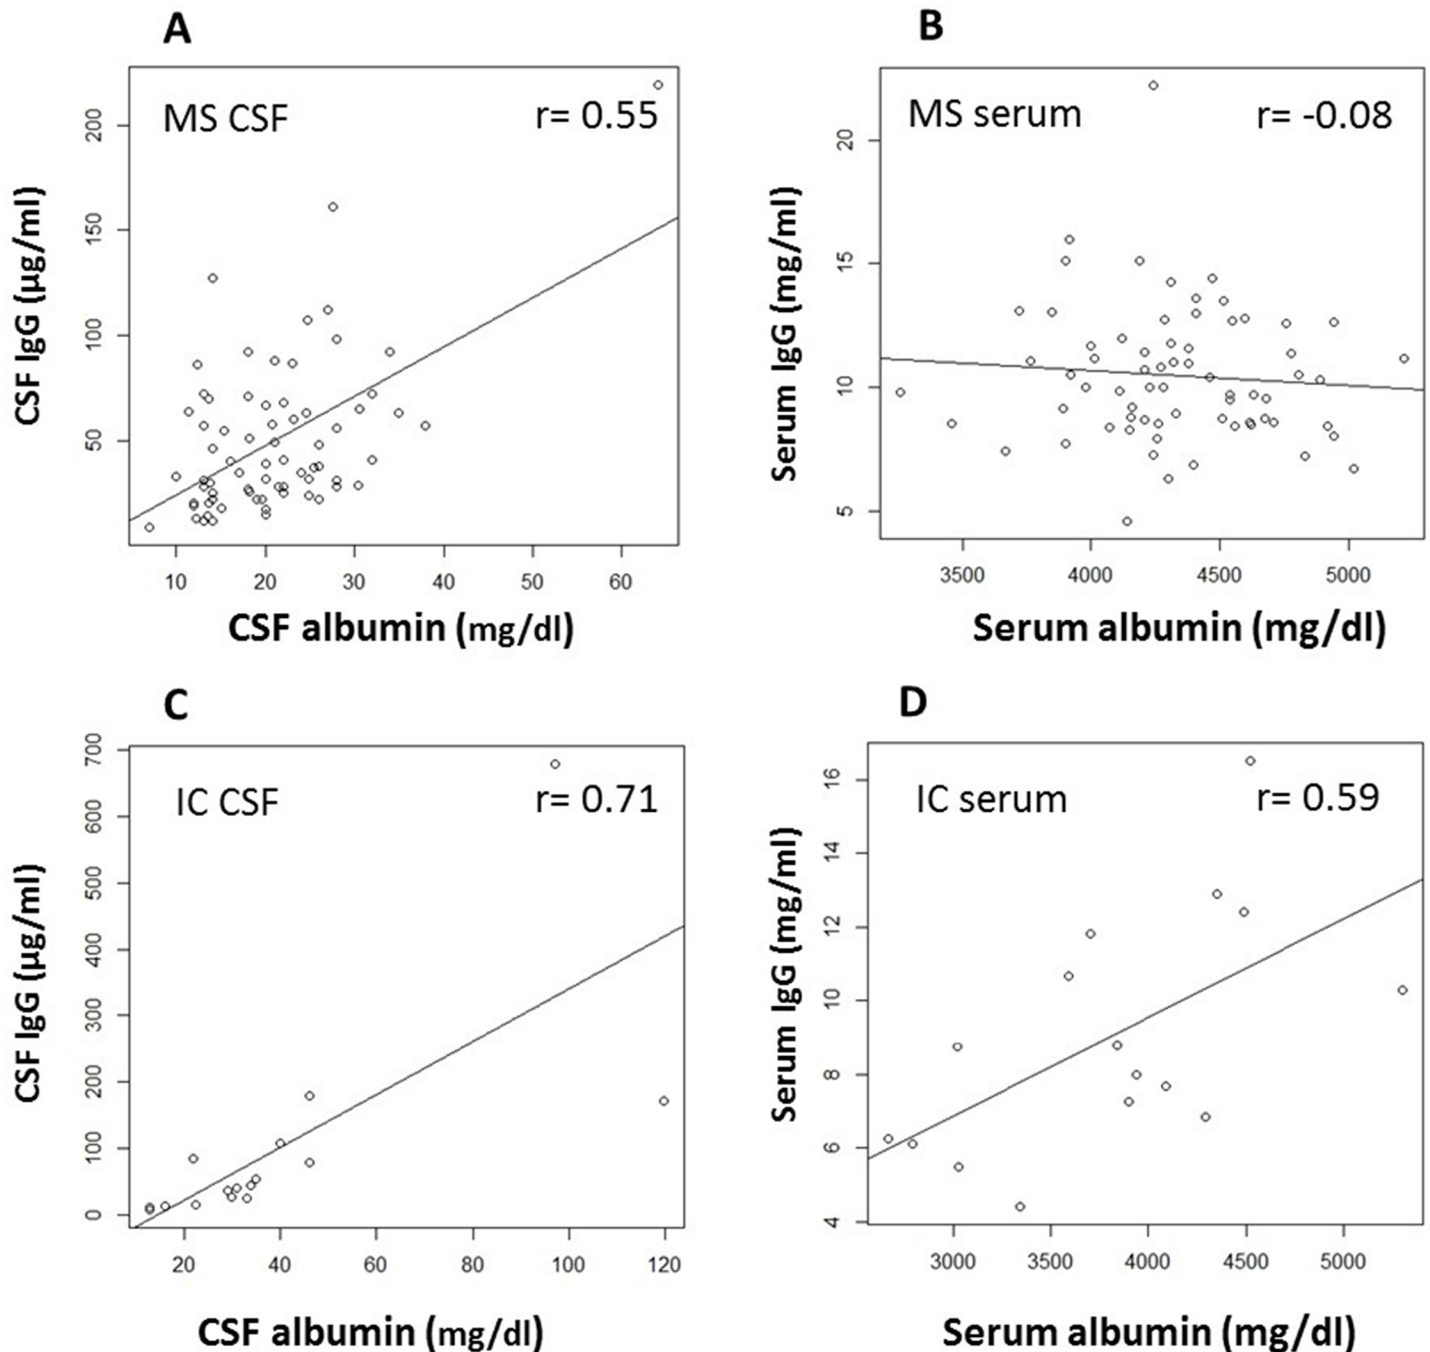 A
MS CSF
r= 0.55
CSF IgG (µg/ml)
200
150
100
50
10 20 30 40 50 60
CSF albumin (mg/dl)
B
MS serum
r= -0.08
Serum IgG (mg/ml)
20
15
10
5
3500 4000 4500 5000
Serum albumin (mg/dl)
C
IC CSF
r= 0.71
CSF IgG (µg/ml)
700
600
500
400
300
200
100
0
20 40 60 80 100 120
CSF albumin (mg/dl)
D
IC serum
r= 0.59
Serum IgG (mg/ml)
16
14
12
10
8
6
4
3000 3500 4000 4500 5000
Serum albumin (mg/dl)